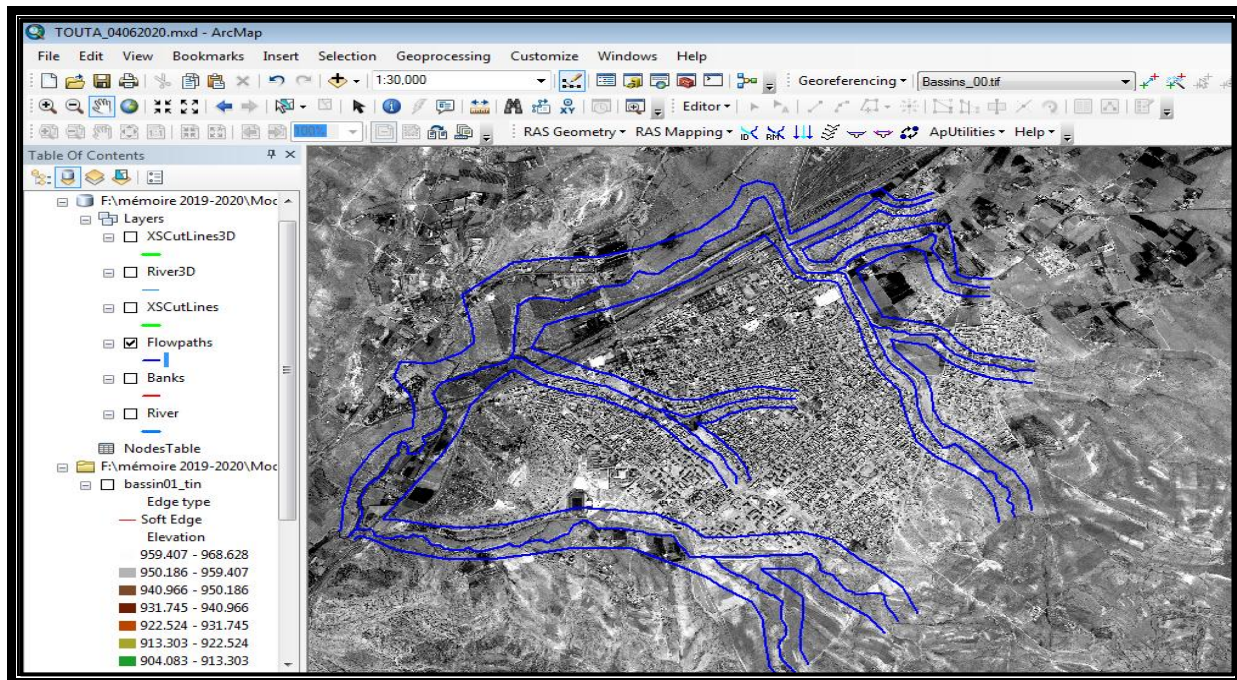 TOUTA_04062020.mxd - ArcMap
File Edit View Bookmarks Insert Selection Geoprocessing Customize Windows Help
1:30,000 Georeferencing Bassins_00.tif
Editor
100% RAS Geometry RAS Mapping ID RMK ApUtilities Help
Table Of Contents
F:\mémoire 2019-2020\Moc
Layers
XSCutLines3D
River3D
XSCutLines
Flowpaths
Banks
River
NodesTable
F:\mémoire 2019-2020\Moc
bassin01_tin
Edge type
Soft Edge
Elevation
959.407 - 968.628
950.186 - 959.407
940.966 - 950.186
931.745 - 940.966
922.524 - 931.745
913.303 - 922.524
904.083 - 913.303